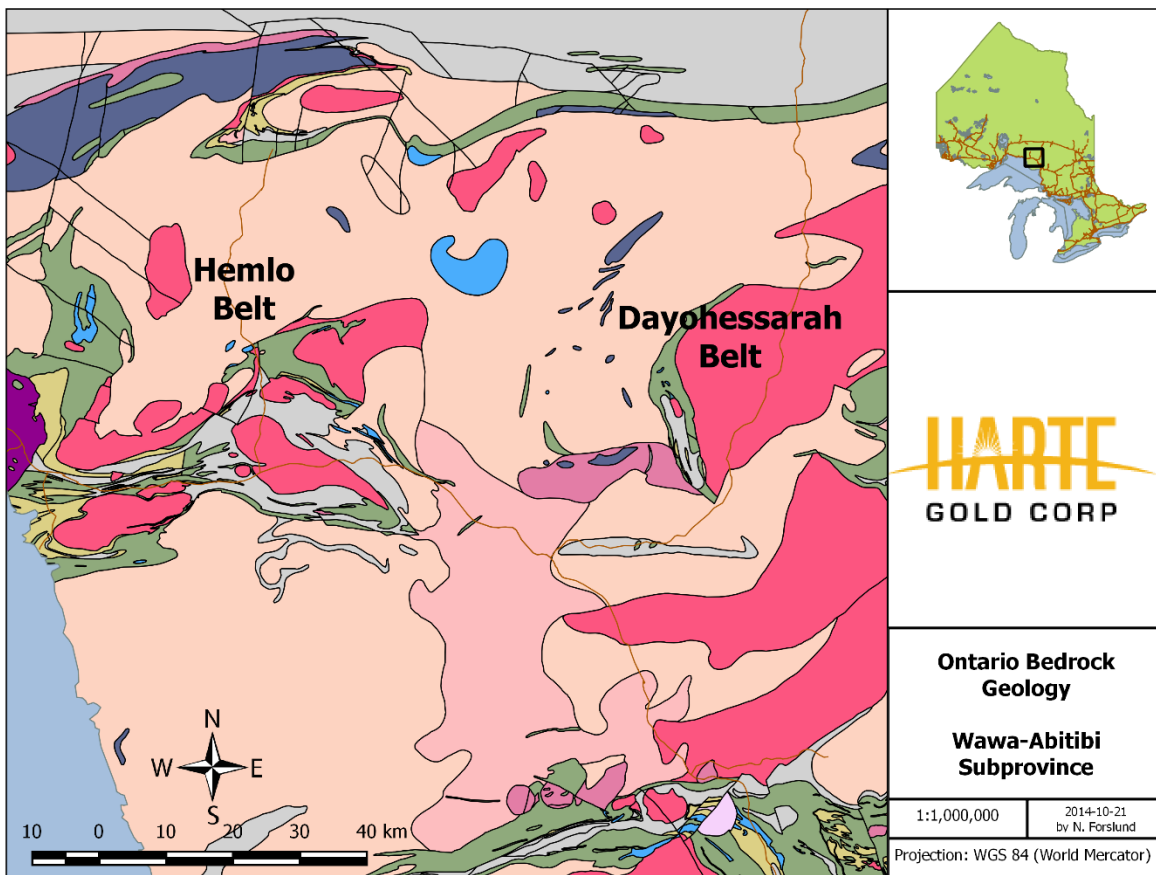 Hemlo
Belt
Dayohessarah
Belt
N
W
E
S
10 0 10 20 30 40 km
HARTE
GOLD CORP
Ontario Bedrock
Geology
Wawa-Abitibi
Subprovince
1:1,000,000
2014-10-21
by N. Forslund
Projection: WGS 84 (World Mercator)